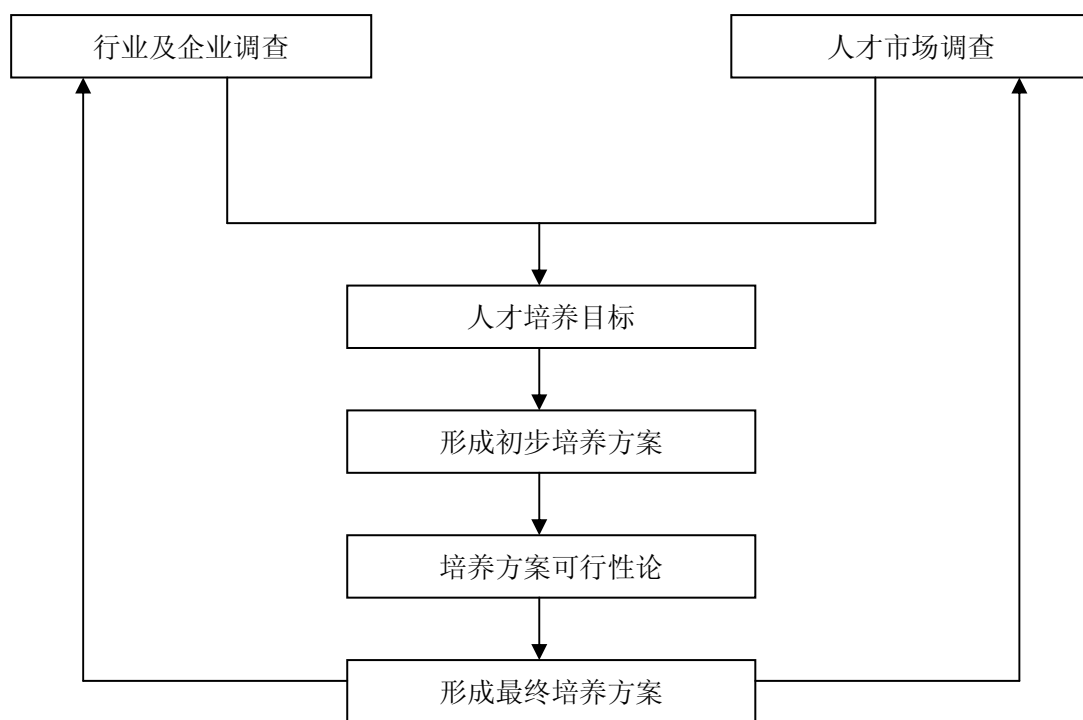 行业及企业调查
人才市场调查
人才培养目标
形成初步培养方案
培养方案可行性论
形成最终培养方案